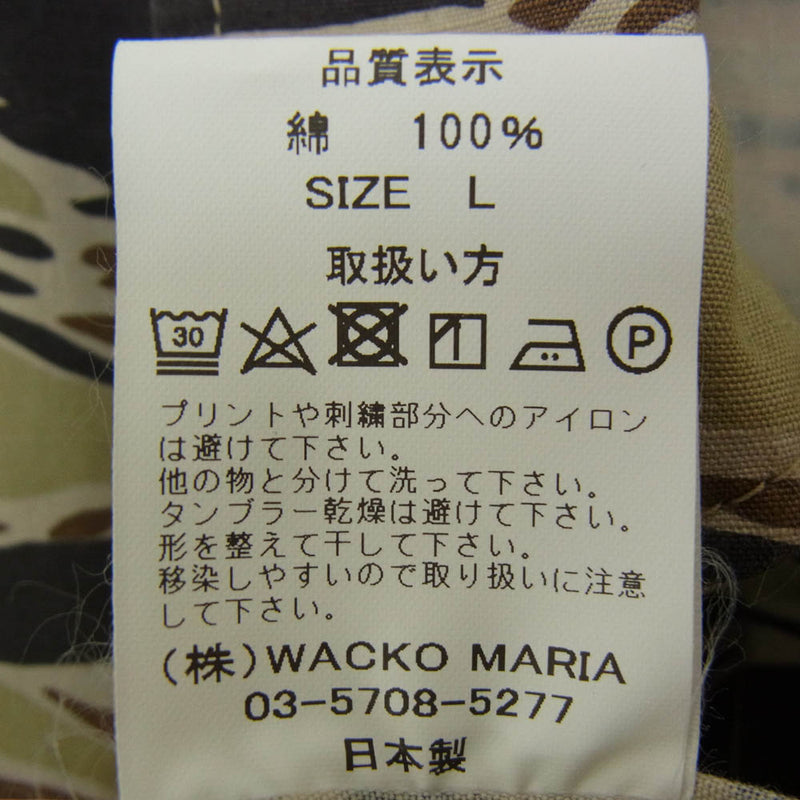 品質表示
綿 100%
SIZE L
取扱い方
30 P
プリントや刺繍部分へのアイロン
は避けて下さい。
他の物と分けて洗って下さい。
タンブラー乾燥は避けて下さい。
形を整えて干して下さい。
移染しやすいので取り扱いに注意
して下さい。
(株)WACKO MARIA
03-5708-5277
日本製